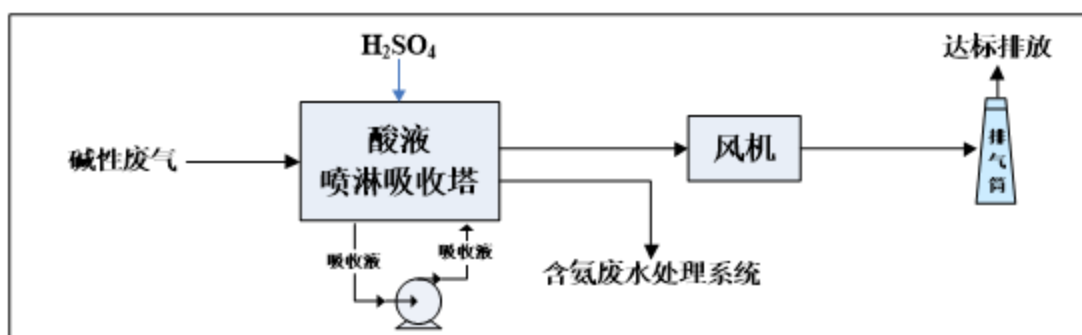 H₂SO₄
达标排放
碱性废气
酸液
喷淋吸收塔
风机
排气筒
吸收液
吸收液
含氨废水处理系统